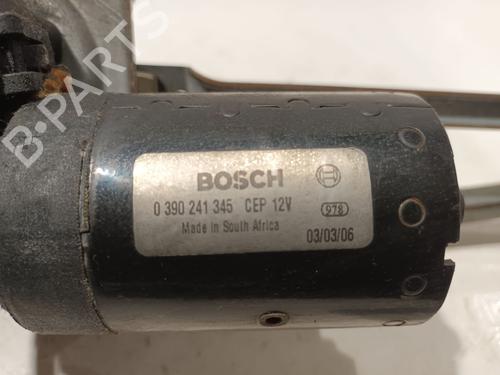 B-PARTS
BOSCH
0 390 241 345 CEP 12V
978
Made in South Africa
03/03/06